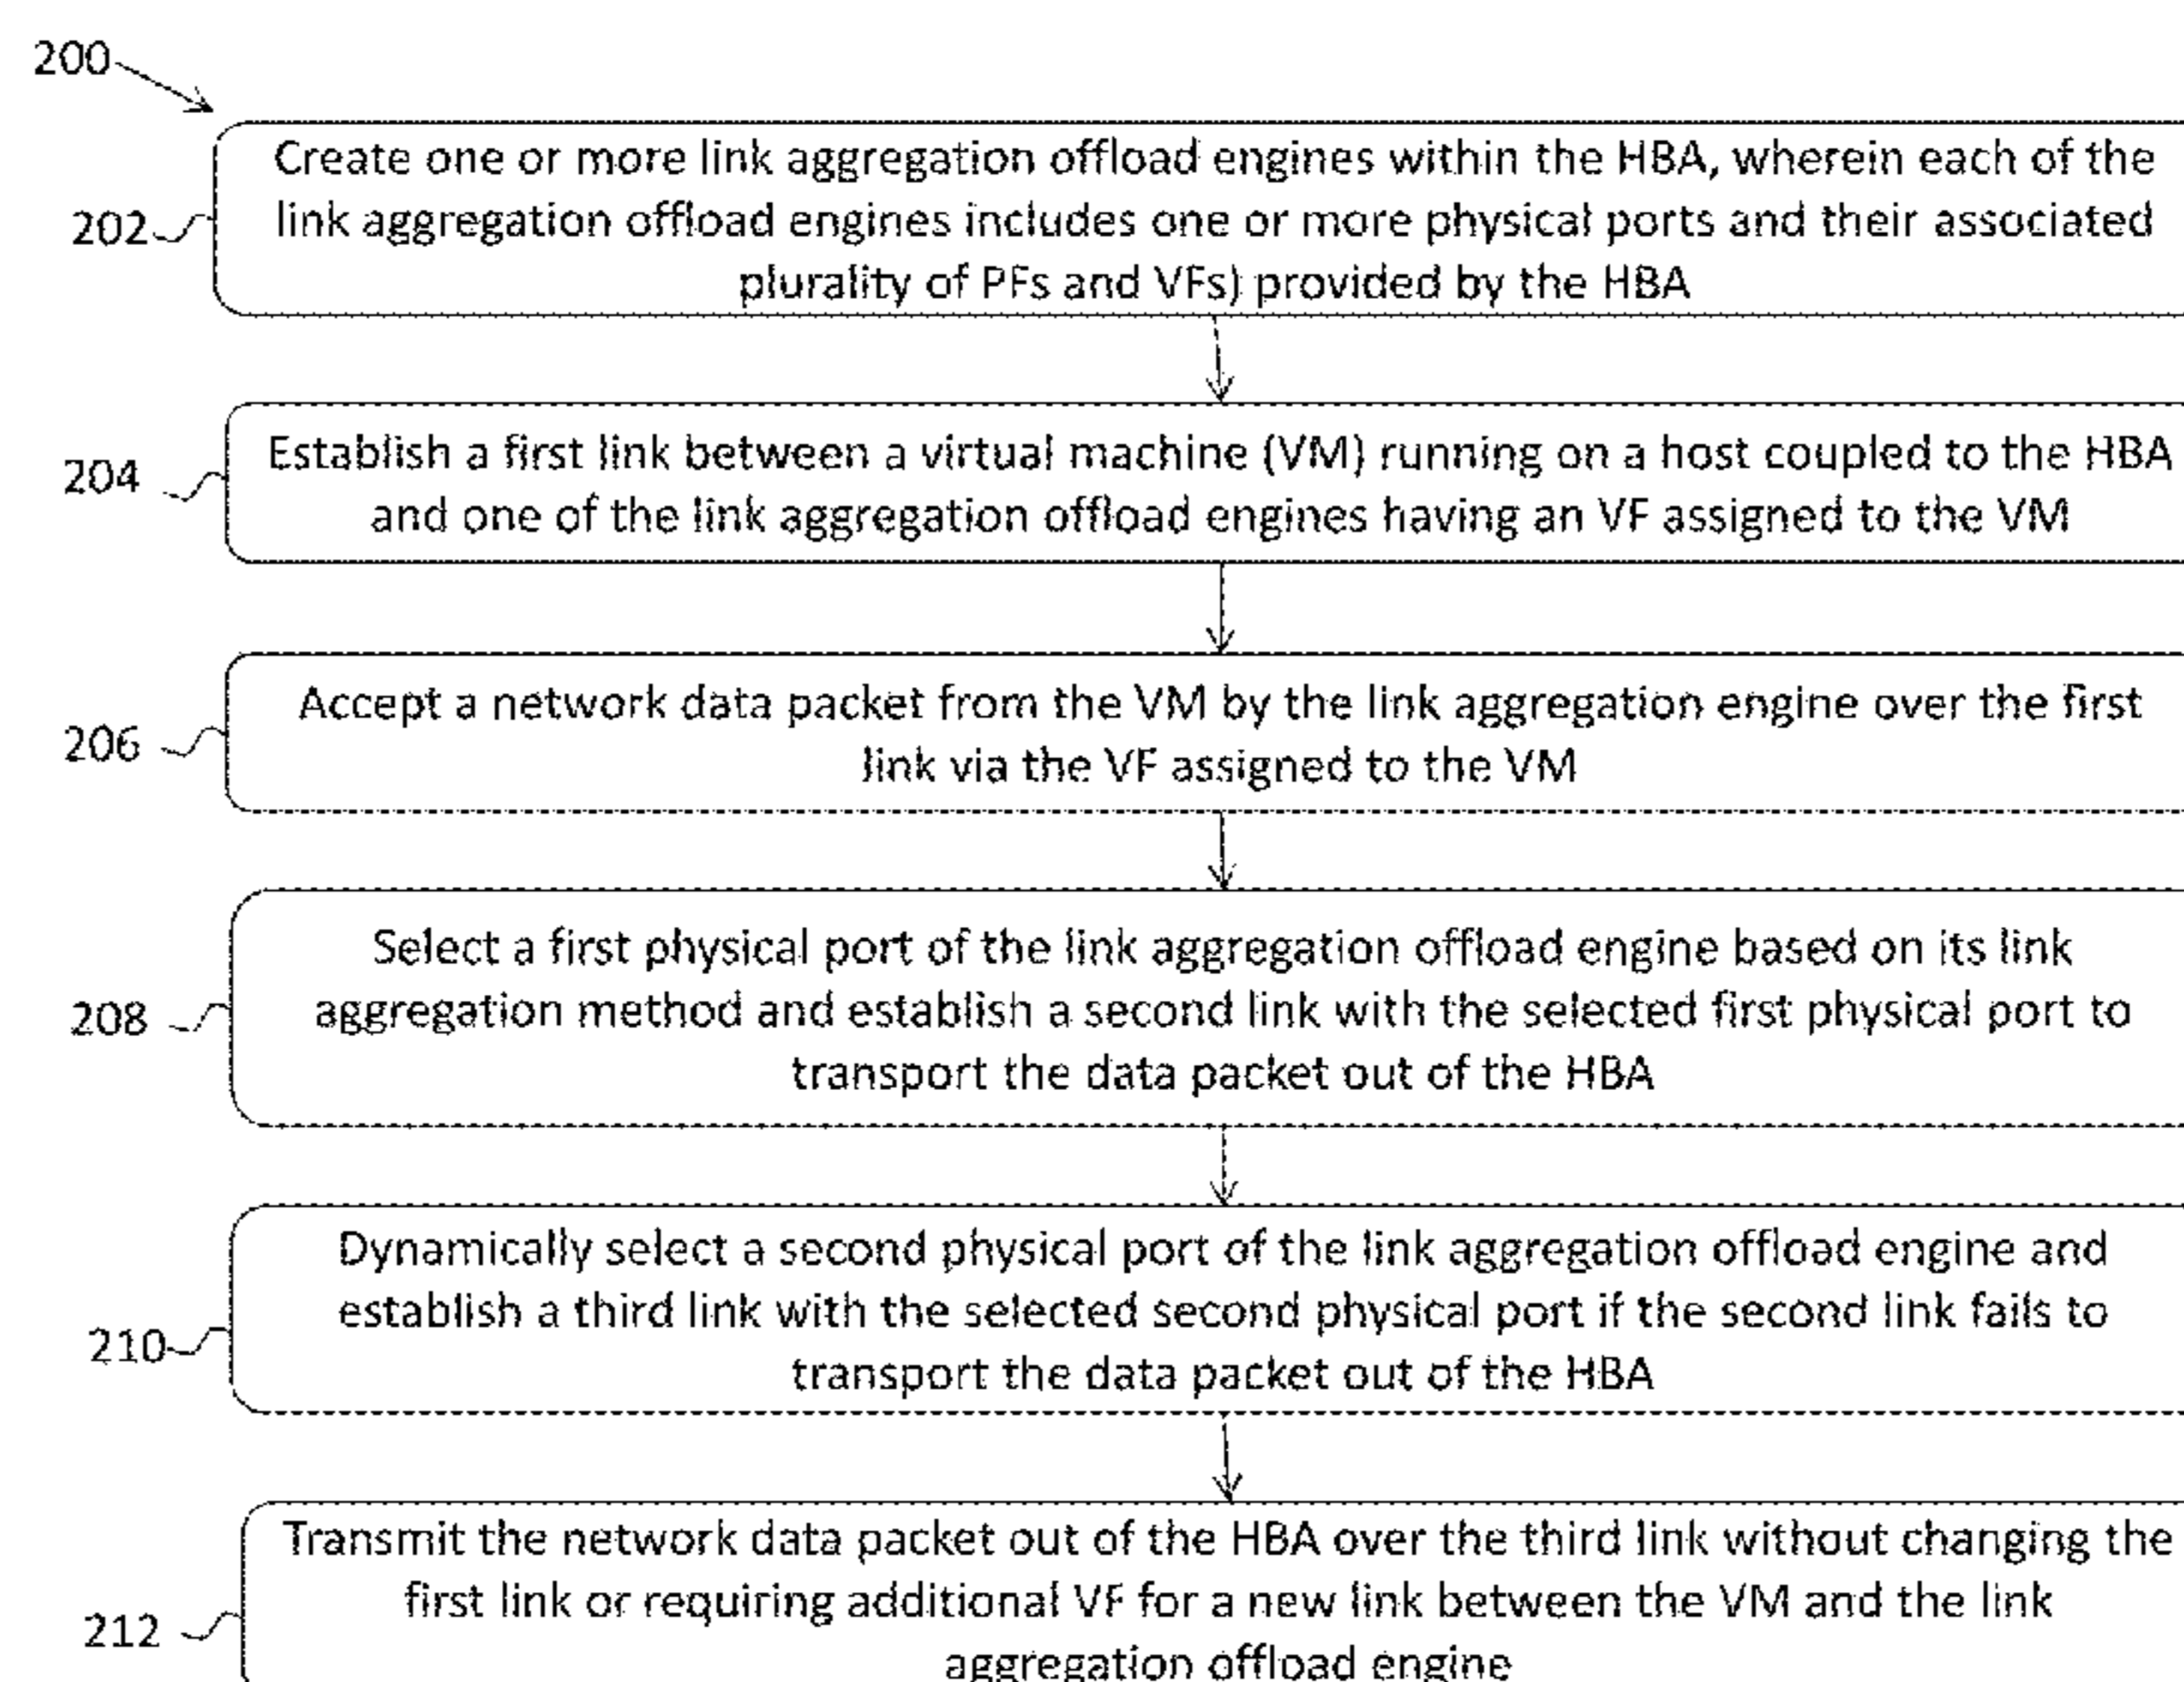 200
Create one or more link aggregation offload engines within the HBA, wherein each of the
202 link aggregation offload engines includes one or more physical ports and their associated
plurality of PFs and VFs) provided by the HBA
204 Establish a first link between a virtual machine (VM) running on a host coupled to the HBA
and one of the link aggregation offload engines having an VF assigned to the VM
206 Accept a network data packet from the VM by the link aggregation engine over the first
link via the VF assigned to the VM
Select a first physical port of the link aggregation offload engine based on its link
208 aggregation method and establish a second link with the selected first physical port to
transport the data packet out of the HBA
Dynamically select a second physical port of the link aggregation offload engine and
210 establish a third link with the selected second physical port if the second link fails to
transport the data packet out of the HBA
Transmit the network data packet out of the HBA over the third link without changing the
212 first link or requiring additional VF for a new link between the VM and the link
aggregation offload engine